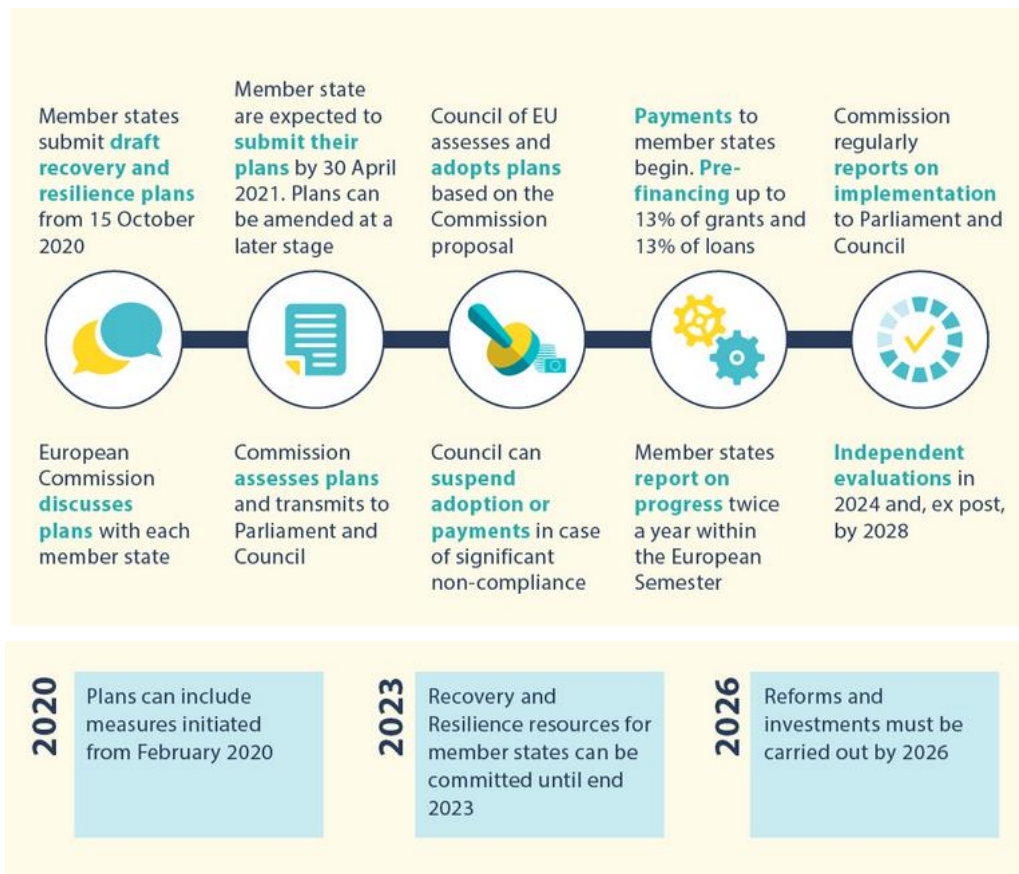 Member states
submit draft
recovery and
resilience plans
from 15 October
2020
Member state
are expected to
submit their
plans by 30 April
2021. Plans can
be amended at a
later stage
Council of EU
assesses and
adopts plans
based on the
Commission
proposal
Payments to
member states
begin. Pre-
financing up to
13% of grants and
13% of loans
Commission
regularly
reports on
implementation
to Parliament and
Council
European
Commission
discusses
plans with each
member state
Commission
assesses plans
and transmits to
Parliament and
Council
Council can
suspend
adoption or
payments in case
of significant
non-compliance
Member states
report on
progress twice
a year within
the European
Semester
Independent
evaluations in
2024 and, ex post,
by 2028
2020
Plans can include
measures initiated
from February 2020
2023
Recovery and
Resilience resources for
member states can be
committed until end
2023
2026
Reforms and
investments must be
carried out by 2026